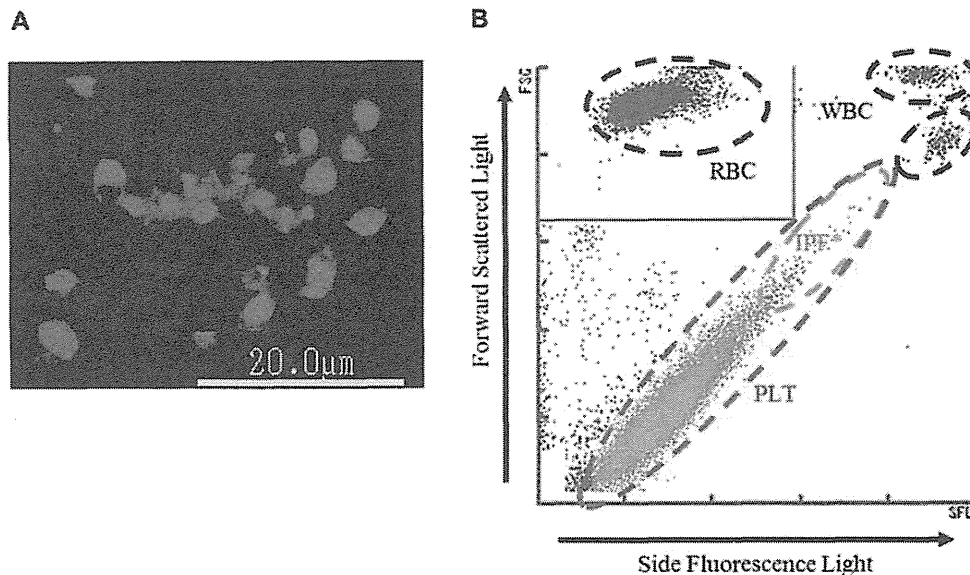 A
20.0μm
B
Forward Scattered Light
FSC
RBC
WBC
IPF
PLT
SFL
Side Fluorescence Light